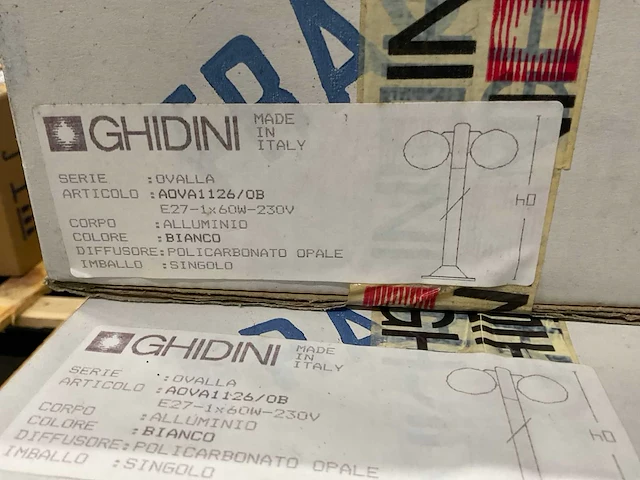 GHIDINI
MADE
IN
ITALY
SERIE :OVALLA
ARTICOLO :AOVA1126/OB
E27-1x60W-230V
CORPO :ALLUMINIO
COLORE :BIANCO
DIFFUSORE:POLICARBONATO OPALE
IMBALLO :SINGOLO
h0
GHIDINI
MADE
IN
ITALY
SERIE :OVALLA
ARTICOLO :AOVA1126/OB
E27-1x60W-230V
CORPO :ALLUMINIO
COLORE :BIANCO
DIFFUSORE:POLICARBONATO OPALE
IMBALLO :SINGOLO
h0